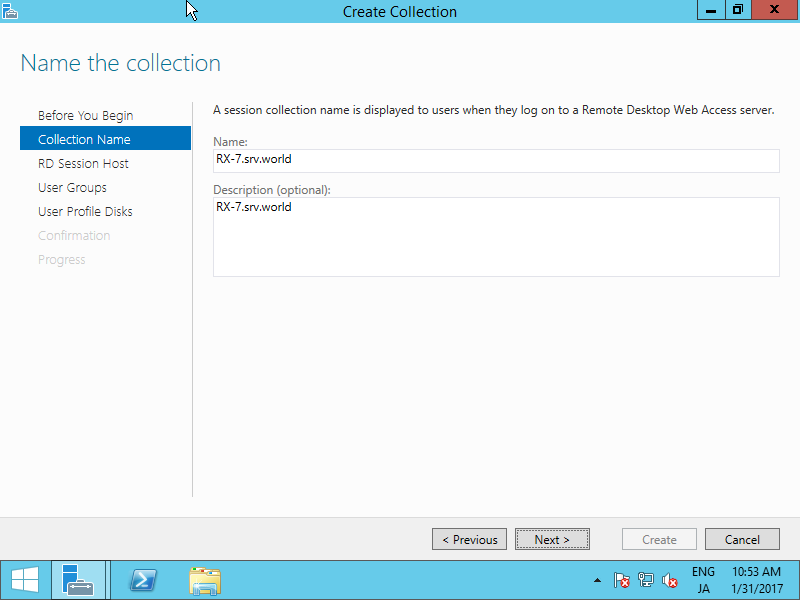 Create Collection
Name the collection
Before You Begin
Collection Name
RD Session Host
User Groups
User Profile Disks
Confirmation
Progress
A session collection name is displayed to users when they log on to a Remote Desktop Web Access server.
Name:
RX-7.srv.world
Description (optional):
RX-7.srv.world
< Previous
Next >
Create
Cancel
ENG
JA
10:53 AM
1/31/2017